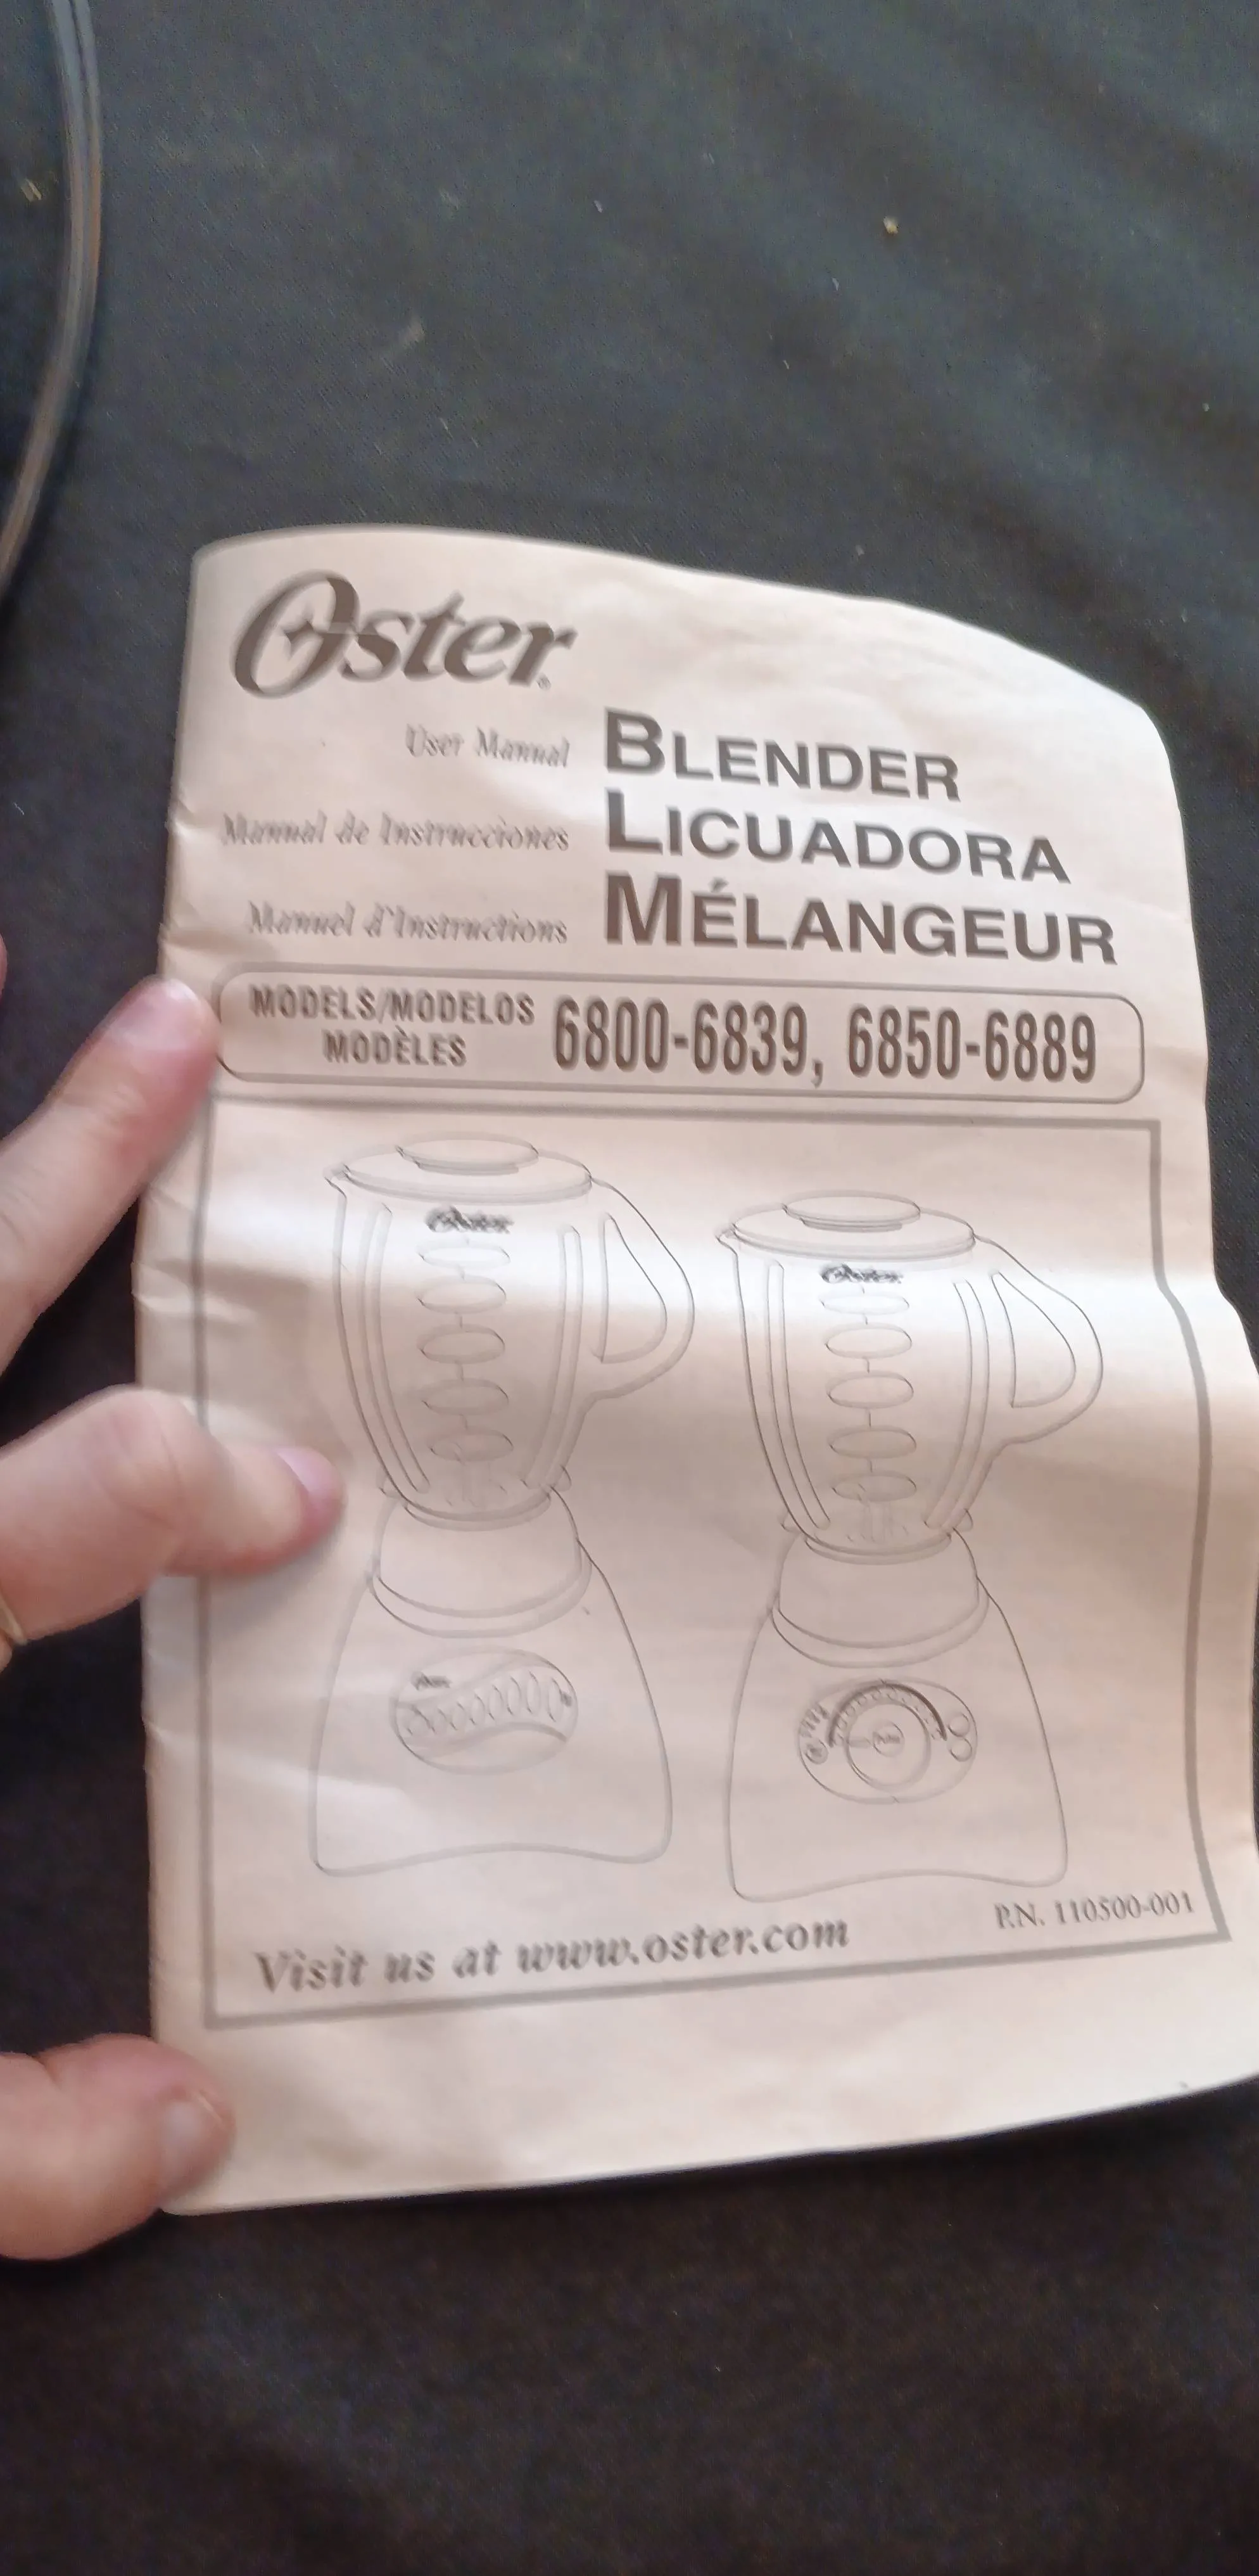 Oster®
User Manual BLENDER
Manual de Instrucciones LICUADORA
Manuel d'Instructions MÉLANGEUR
MODELS/MODELOS
MODÈLES 6800-6839, 6850-6889
Oster
Oster
P.N. 110500-001
Visit us at www.oster.com